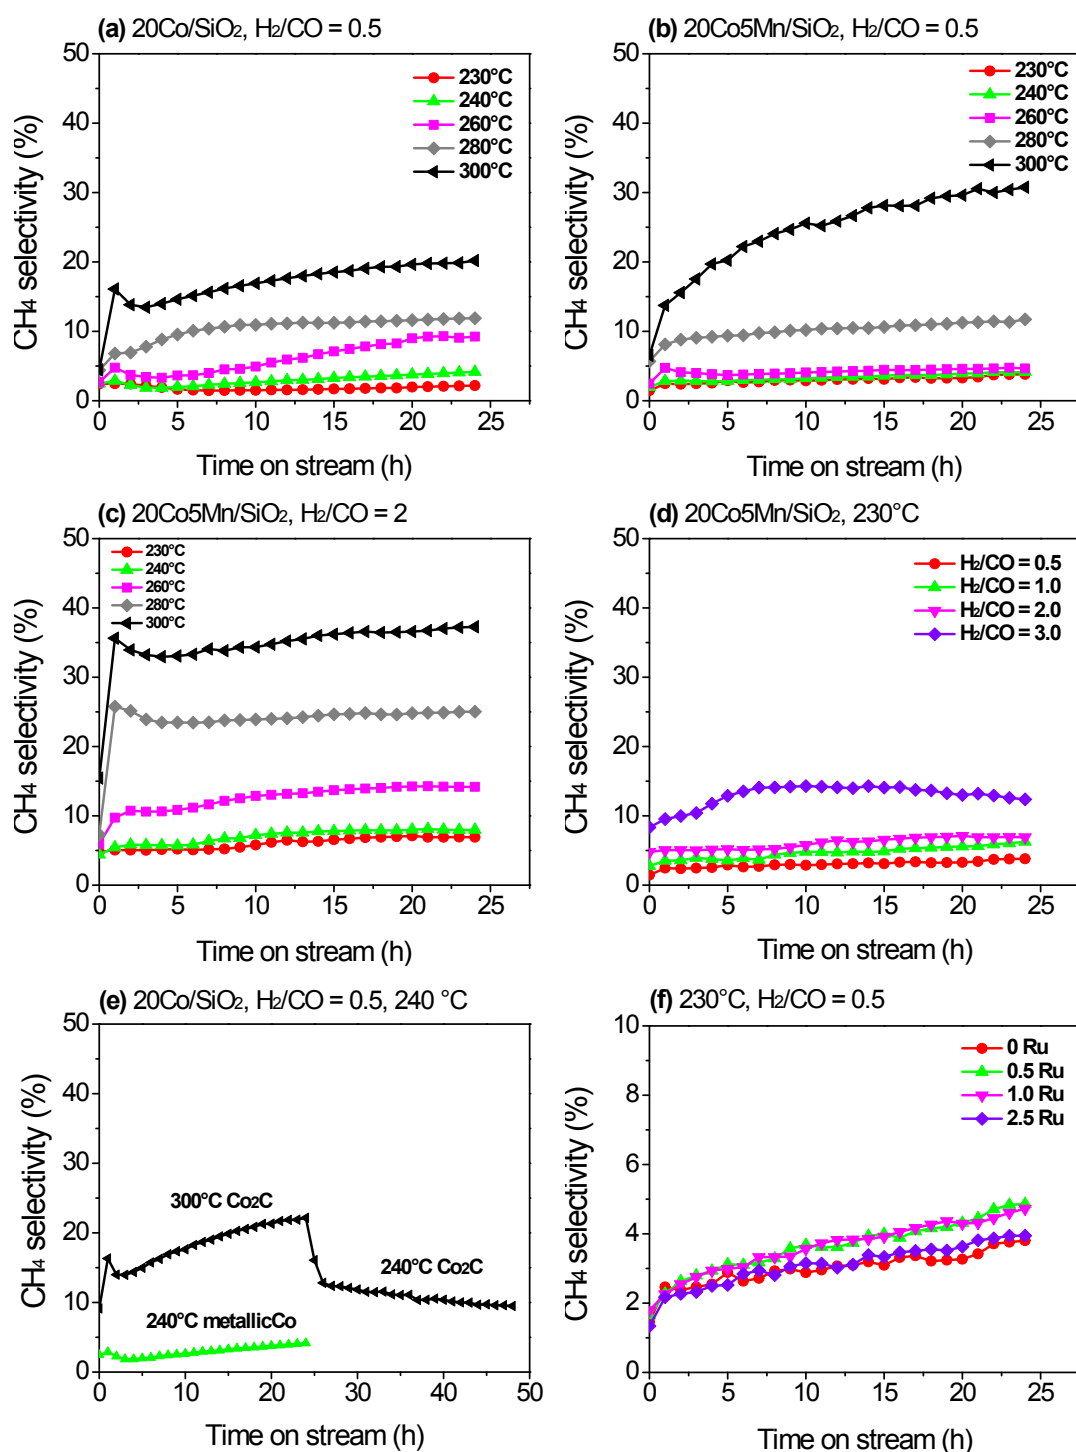 (a) 20Co/SiO2, H2/CO = 0.5
CH4 selectivity (%)
50
40
30
20
10
0
230°C
240°C
260°C
280°C
300°C
0 5 10 15 20 25
Time on stream (h)
(b) 20Co5Mn/SiO2, H2/CO = 0.5
CH4 selectivity (%)
50
40
30
20
10
0
230°C
240°C
260°C
280°C
300°C
0 5 10 15 20 25
Time on stream (h)
(c) 20Co5Mn/SiO2, H2/CO = 2
CH4 selectivity (%)
50
40
30
20
10
0
230°C
240°C
260°C
280°C
300°C
0 5 10 15 20 25
Time on stream (h)
(d) 20Co5Mn/SiO2, 230°C
CH4 selectivity (%)
50
40
30
20
10
0
H2/CO = 0.5
H2/CO = 1.0
H2/CO = 2.0
H2/CO = 3.0
0 5 10 15 20 25
Time on stream (h)
(e) 20Co/SiO2, H2/CO = 0.5, 240 °C
CH4 selectivity (%)
50
40
30
20
10
0
300°C Co2C
240°C Co2C
240°C metallicCo
0 10 20 30 40 50
Time on stream (h)
(f) 230°C, H2/CO = 0.5
CH4 selectivity (%)
10
8
6
4
2
0
0 Ru
0.5 Ru
1.0 Ru
2.5 Ru
0 5 10 15 20 25
Time on stream (h)